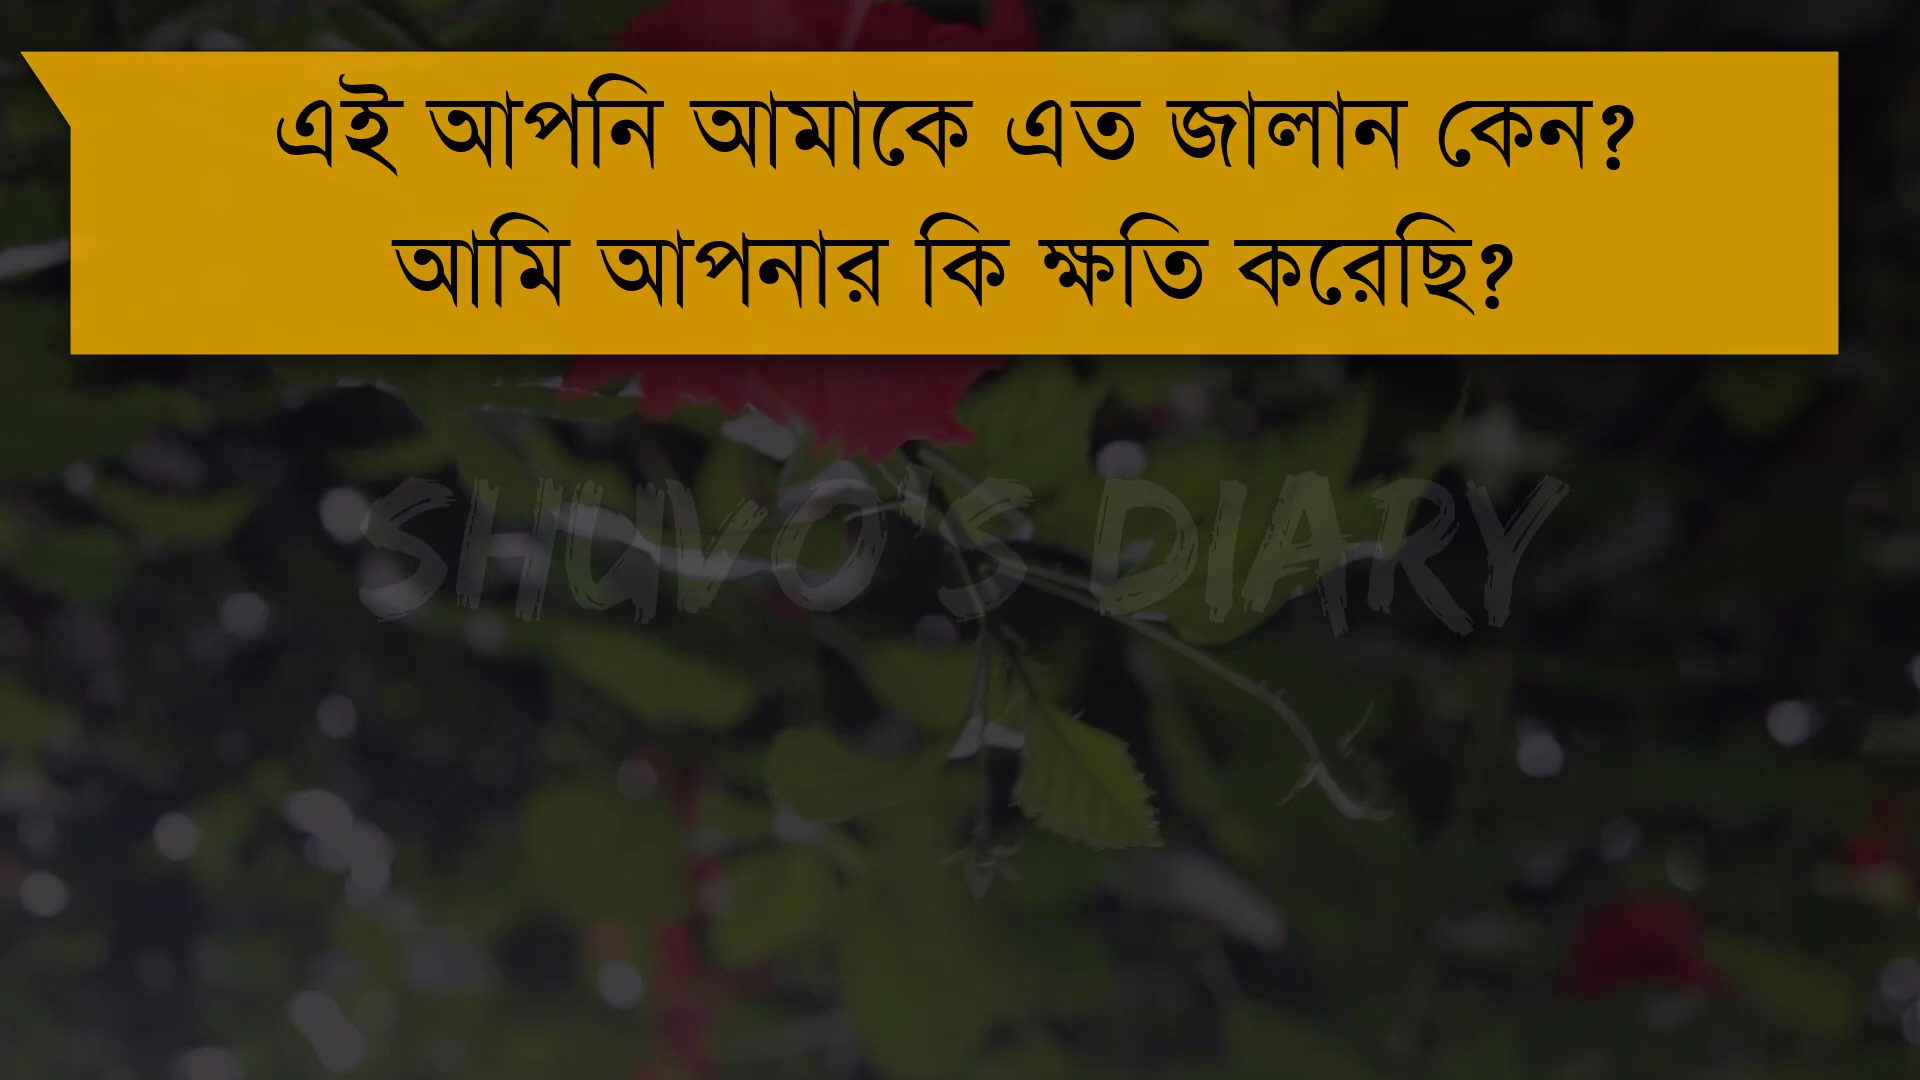 এই আপনি আমাকে এত জালান কেন?
আমি আপনার কি ক্ষতি করেছি?
SHUVO'S DIARY